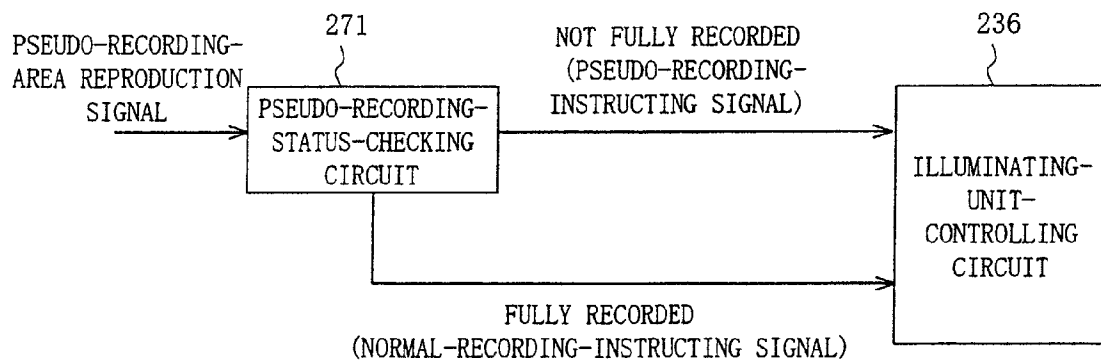 271
236
PSEUDO-RECORDING-
AREA REPRODUCTION
SIGNAL
PSEUDO-RECORDING-
STATUS-CHECKING
CIRCUIT
NOT FULLY RECORDED
(PSEUDO-RECORDING-
INSTRUCTING SIGNAL)
ILLUMINATING-
UNIT-
CONTROLLING
CIRCUIT
FULLY RECORDED
(NORMAL-RECORDING-INSTRUCTING SIGNAL)